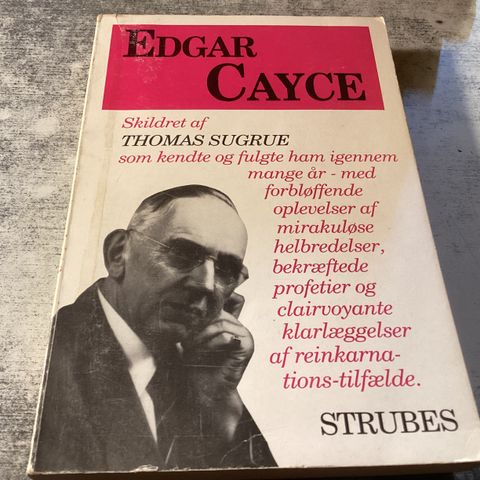 EDGAR
CAYCE
Skildret af
THOMAS SUGRUE
som kendte og fulgte ham igennem
mange år - med
forbløffende
oplevelser af
mirakuløse
helbredelser,
bekræftede
profetier og
clairvoyante
klarlæggelser
af reinkarna-
tions-tilfælde.
STRUBES